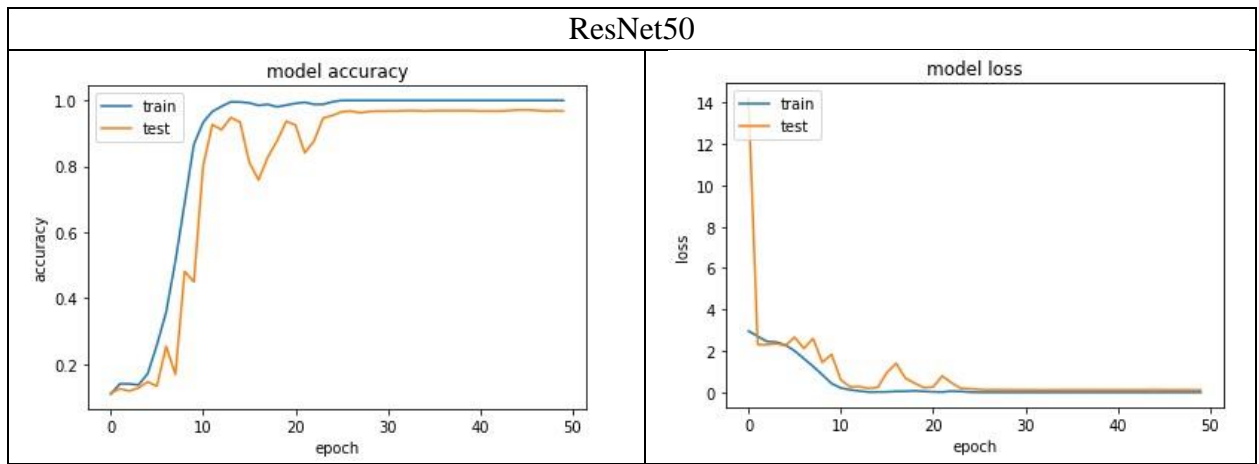 ResNet50
model accuracy
train
test
1.0
0.8
0.6
0.4
0.2
accuracy
0 10 20 30 40 50
epoch
model loss
train
test
14
12
10
8
6
4
2
0
loss
0 10 20 30 40 50
epoch